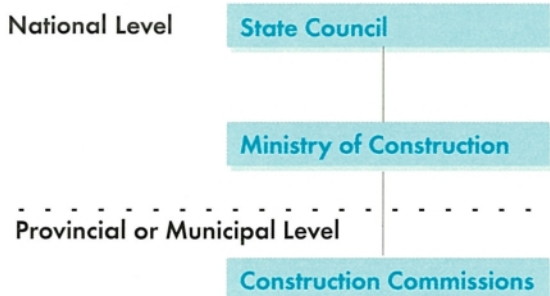 National Level
State Council
Ministry of Construction
Provincial or Municipal Level
Construction Commissions